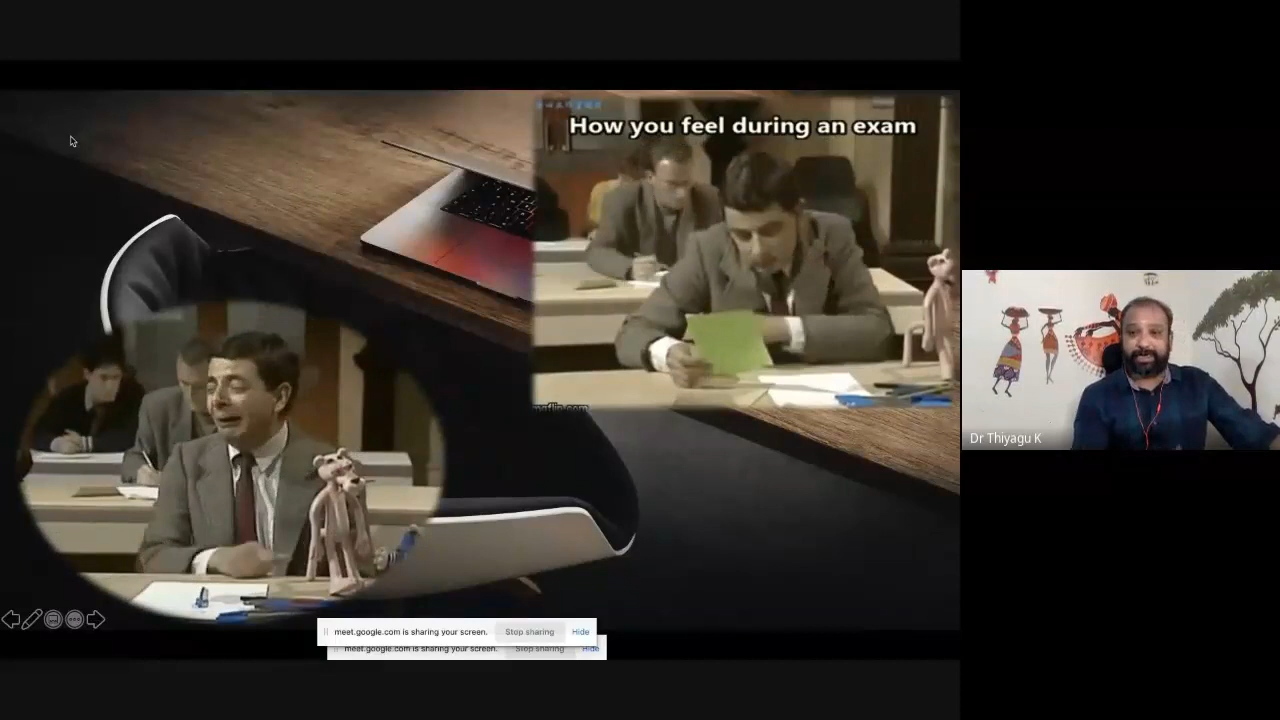 How you feel during an exam
Dr Thiyagu K
meet.google.com is sharing your screen. Stop sharing Hide
meet.google.com is sharing your screen. Stop sharing Hide